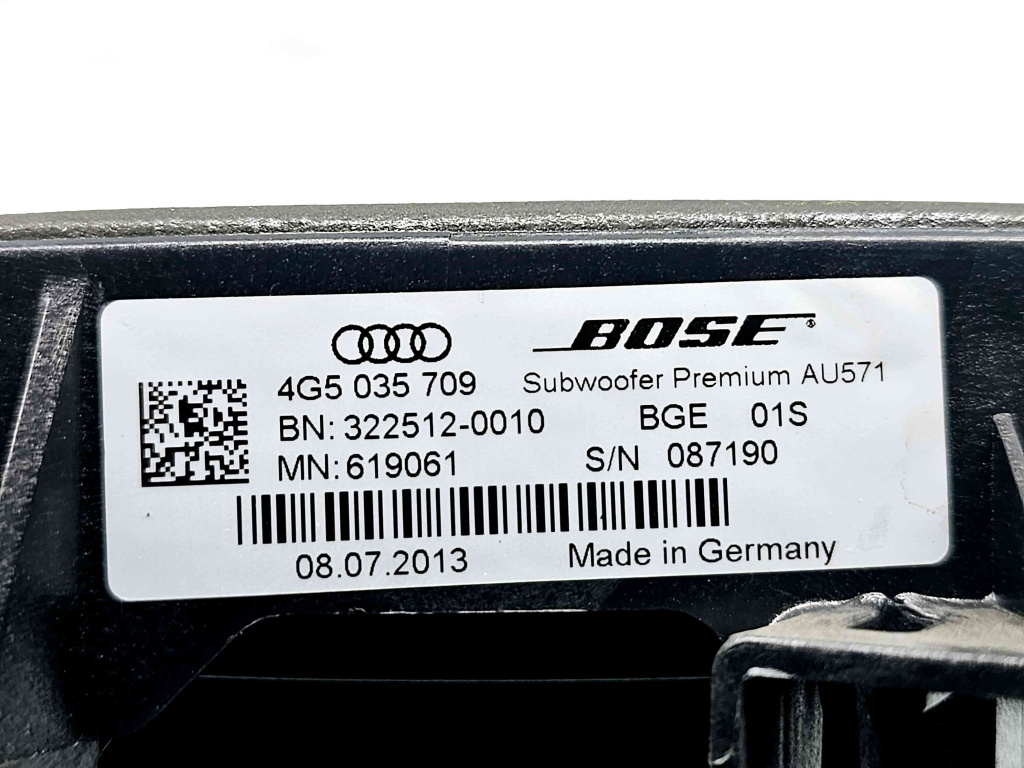 BOSE®
4G5 035 709 Subwoofer Premium AU571
BN: 322512-0010 BGE 01S
MN: 619061 S/N 087190
08.07.2013 Made in Germany